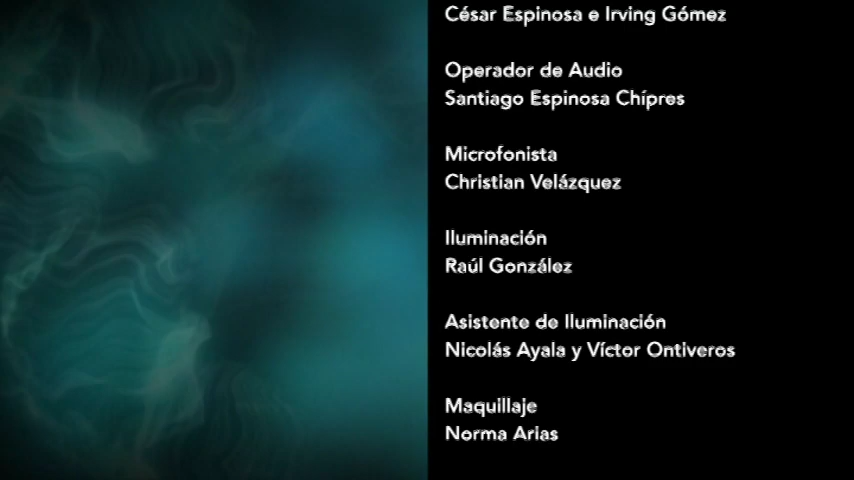 César Espinosa e Irving Gómez
Operador de Audio
Santiago Espinosa Chípres
Microfonista
Christian Velázquez
Iluminación
Raúl González
Asistente de Iluminación
Nicolás Ayala y Víctor Ontiveros
Maquillaje
Norma Arias